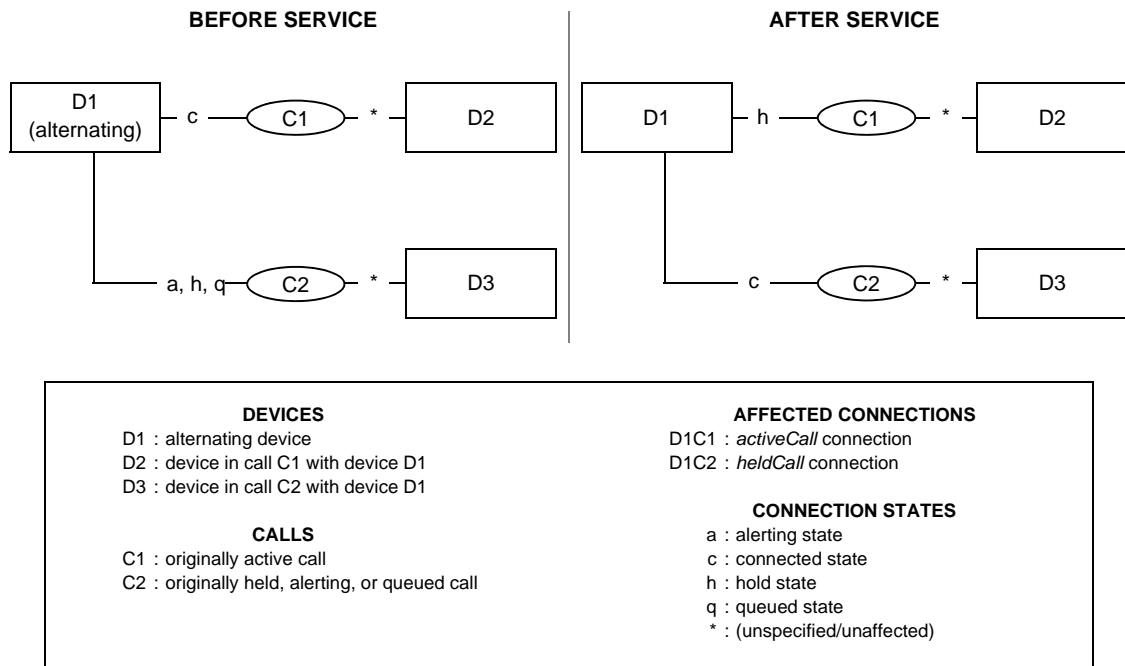 BEFORE SERVICE
D1
(alternating)
c
C1
*
D2
a, h, q
C2
*
D3
AFTER SERVICE
D1
h
C1
*
D2
c
C2
*
D3
DEVICES
D1 : alternating device
D2 : device in call C1 with device D1
D3 : device in call C2 with device D1
CALLS
C1 : originally active call
C2 : originally held, alerting, or queued call
AFFECTED CONNECTIONS
D1C1 : activeCall connection
D1C2 : heldCall connection
CONNECTION STATES
a : alerting state
c : connected state
h : hold state
q : queued state
* : (unspecified/unaffected)